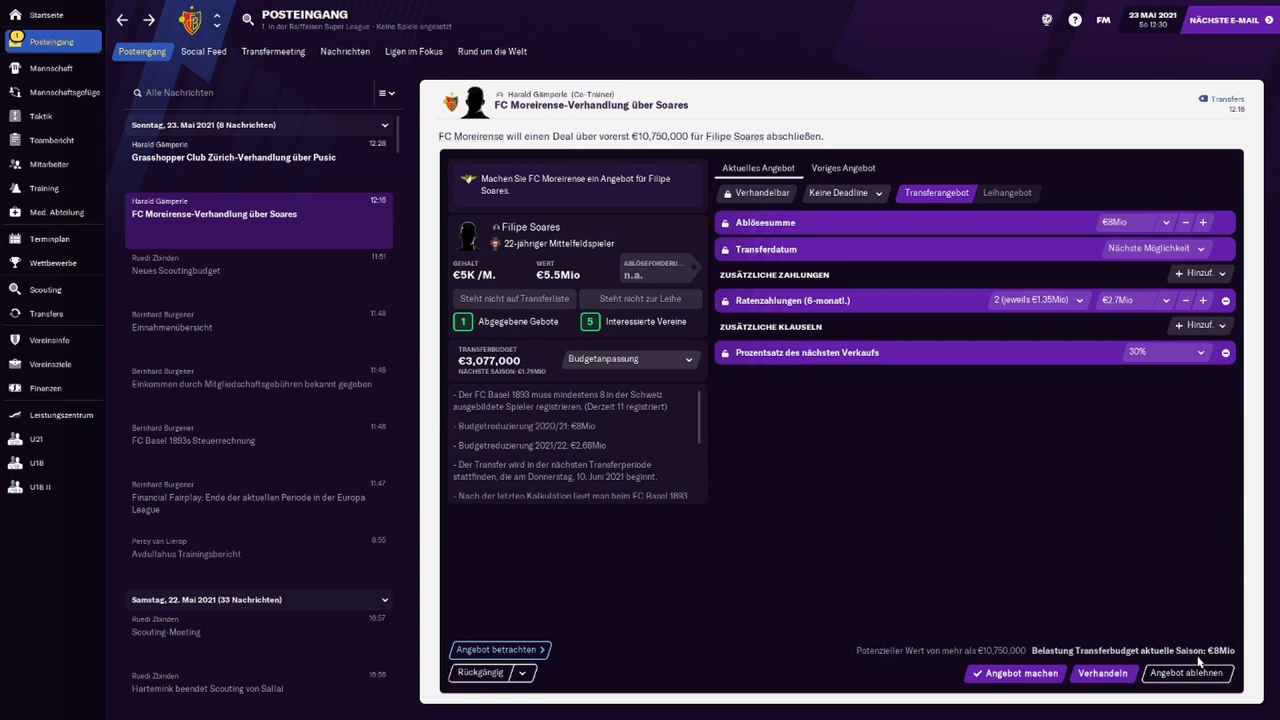 Startseite
1
Posteingang
Mannschaft
Mannschaftsgefüge
Taktik
Teambericht
Mitarbeiter
Training
Med. Abteilung
Terminplan
Wettbewerbe
Scouting
Transfers
Vereinsinfo
Vereinsziele
Finanzen
Leistungszentrum
U21
U18
U18 II
POSTEINGANG
1. in der Raiffeisen Super League - Keine Spiele angesetzt
?
FM
23 MAI 2021
So 12:30
NÄCHSTE E-MAIL
Posteingang
Social Feed
Transfermeeting
Nachrichten
Ligen im Fokus
Rund um die Welt
Alle Nachrichten
Sonntag, 23. Mai 2021 (8 Nachrichten)
Harald Gämperle 12:28
Grasshopper Club Zürich-Verhandlung über Pusic
Harald Gämperle 12:16
FC Moreirense-Verhandlung über Soares
Ruedi Zbinden 11:51
Neues Scoutingbudget
Bernhard Burgener 11:48
Einnahmenübersicht
Bernhard Burgener 11:48
Einkommen durch Mitgliedschaftsgebühren bekannt gegeben
Bernhard Burgener 11:48
FC Basel 1893s Steuerrechnung
Bernhard Burgener 11:47
Financial Fairplay: Ende der aktuellen Periode in der Europa
League
Percy van Lierop 8:55
Avdullahus Trainingsbericht
Samstag, 22. Mai 2021 (33 Nachrichten)
Ruedi Zbinden 16:57
Scouting-Meeting
Ruedi Zbinden 16:56
Hartemink beendet Scouting von Sallai
Harald Gämperle (Co-Trainer)
FC Moreirense-Verhandlung über Soares
Transfers
12.16
FC Moreirense will einen Deal über vorerst €10,750,000 für Filipe Soares abschließen.
Machen Sie FC Moreirense ein Angebot für Filipe
Soares.
Filipe Soares
22-jähriger Mittelfeldspieler
GEHALT
€5K /M.
WERT
€5.5Mio
ABLÖSEFORDERU...
n.a.
Steht nicht auf Transferliste
Steht nicht zur Leihe
1 Abgegebene Gebote
5 Interessierte Vereine
TRANSFERBUDGET
€3,077,000
NÄCHSTE SAISON: €1.79MIO
Budgetanpassung
- Der FC Basel 1893 muss mindestens 8 in der Schweiz
ausgebildete Spieler registrieren. (Derzeit 11 registriert)
- Budgetreduzierung 2020/21: €8Mio
- Budgetreduzierung 2021/22: €2.68Mio
- Der Transfer wird in der nächsten Transferperiode
stattfinden, die am Donnerstag, 10. Juni 2021 beginnt.
- Nach der letzten Kalkulation liegt man beim FC Basel 1893
Aktuelles Angebot
Voriges Angebot
Verhandelbar
Keine Deadline
Transferangebot
Leihangebot
Ablösesumme €8Mio
Transferdatum Nächste Möglichkeit
ZUSÄTZLICHE ZAHLUNGEN + Hinzuf.
Ratenzahlungen (6-monatl.) 2 (jeweils €1.35Mio) €2.7Mio
ZUSÄTZLICHE KLAUSELN + Hinzuf.
Prozentsatz des nächsten Verkaufs 30%
Angebot betrachten
Rückgängig
Potenzieller Wert von mehr als €10,750,000 Belastung Transferbudget aktuelle Saison: €8Mio
Angebot machen
Verhandeln
Angebot ablehnen